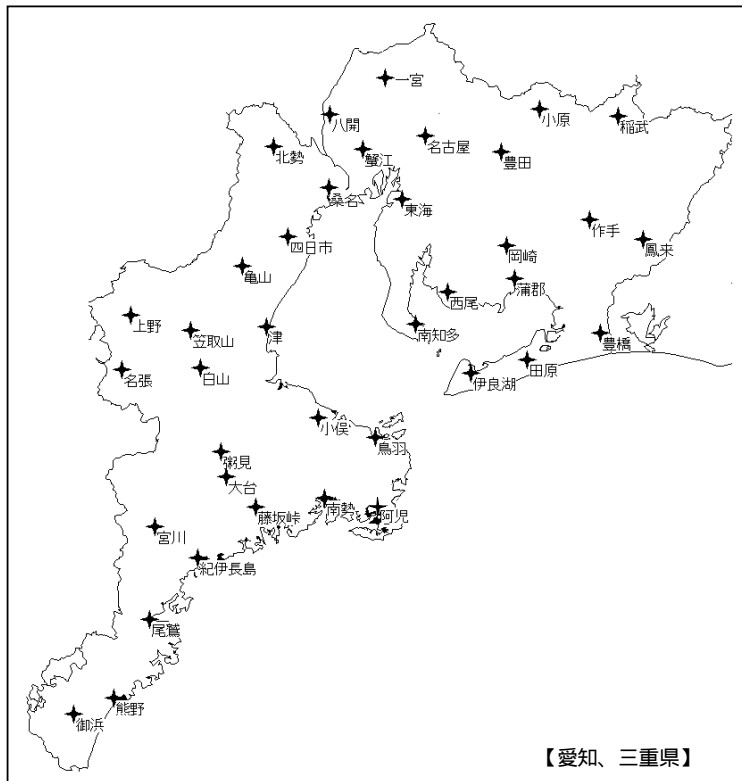 一宮
八開
小原
稲武
名古屋
北勢
蟹江
豊田
桑名
東海
作手
四日市
鳳来
岡崎
亀山
蒲郡
西尾
上野
南知多
笠取山
津
豊橋
名張
白山
田原
伊良湖
小俣
鳥羽
粥見
大台
南勢
藤坂峠
阿児
宮川
紀伊長島
尾鷲
熊野
御浜
【愛知、三重県】